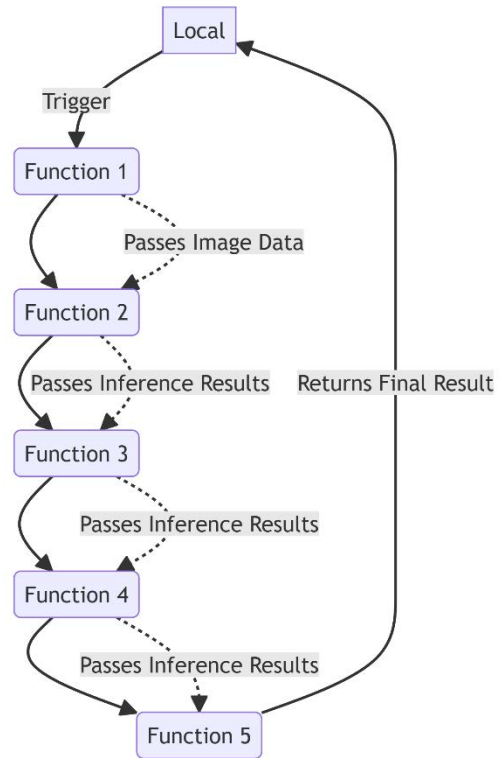 Local
Trigger
Function 1
Passes Image Data
Function 2
Passes Inference Results
Returns Final Result
Function 3
Passes Inference Results
Function 4
Passes Inference Results
Function 5